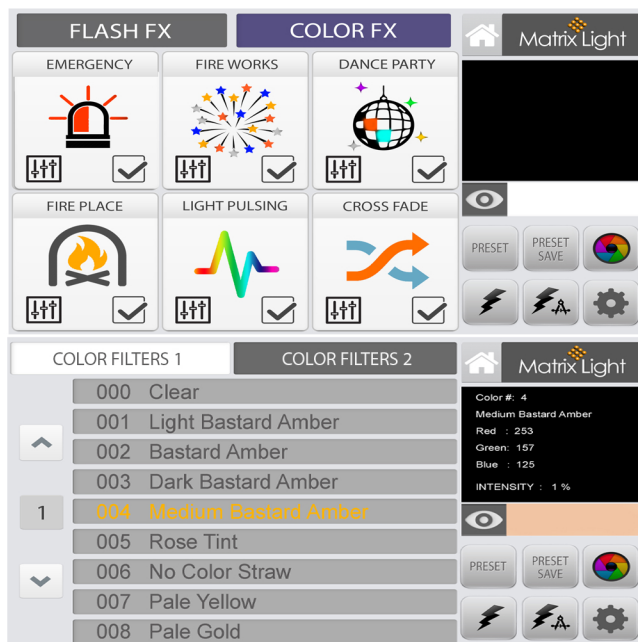 FLASH FX
COLOR FX
Matrix Light
EMERGENCY
FIRE WORKS
DANCE PARTY
FIRE PLACE
LIGHT PULSING
CROSS FADE
PRESET
PRESET
SAVE
COLOR FILTERS 1
COLOR FILTERS 2
Matrix Light
000 Clear
001 Light Bastard Amber
002 Bastard Amber
003 Dark Bastard Amber
004 Medium Bastard Amber
005 Rose Tint
006 No Color Straw
007 Pale Yellow
008 Pale Gold
1
Color #: 4
Medium Bastard Amber
Red : 253
Green: 157
Blue : 125
INTENSITY : 1 %
PRESET
PRESET
SAVE